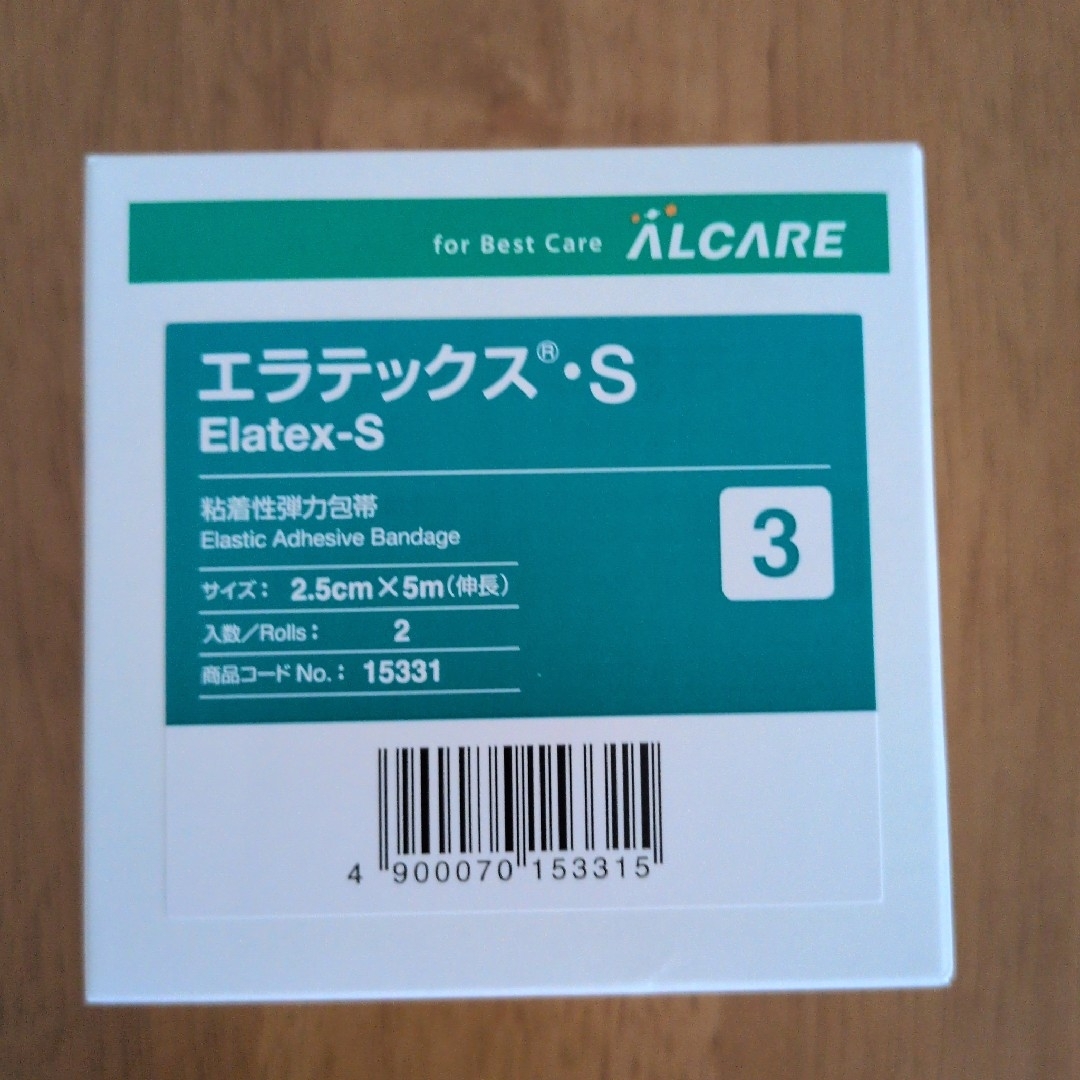 for Best Care ALCARE
エラテックス®・S
Elatex-S
粘着性弾力包帯
Elastic Adhesive Bandage
3
サイズ： 2.5cm×5m(伸長)
入数／Rolls： 2
商品コード No.： 15331
4 900070 153315